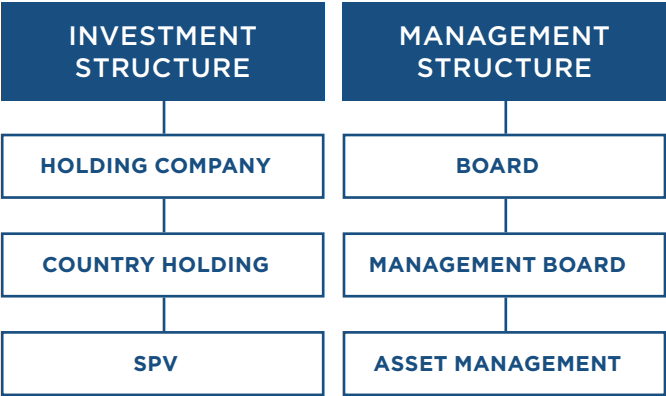 INVESTMENT
STRUCTURE
HOLDING COMPANY
COUNTRY HOLDING
SPV
MANAGEMENT
STRUCTURE
BOARD
MANAGEMENT BOARD
ASSET MANAGEMENT